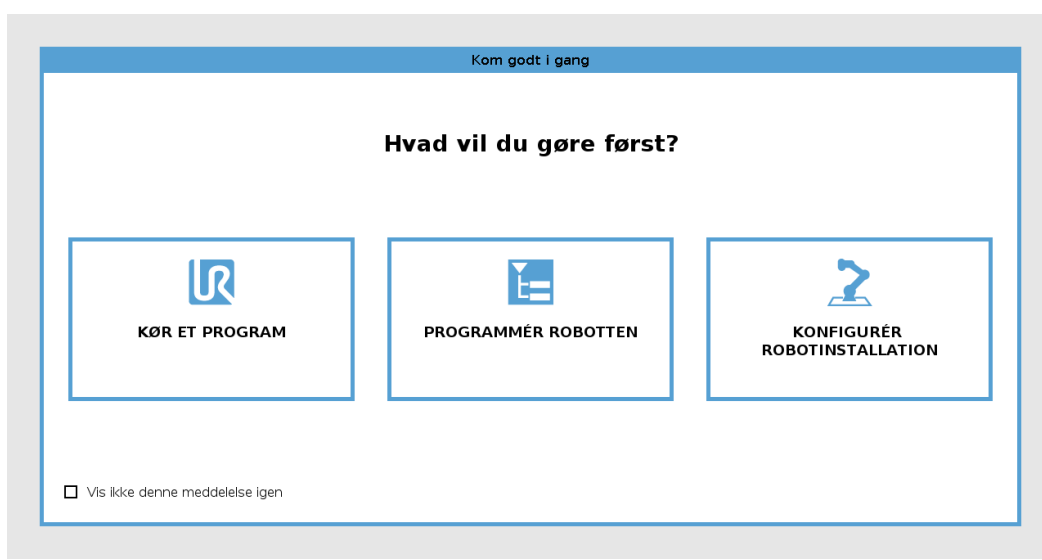 Kom godt i gang
Hvad vil du gøre først?
KØR ET PROGRAM
PROGRAMMÉR ROBOTTEN
KONFIGURÉR
ROBOTINSTALLATION
Vis ikke denne meddelelse igen